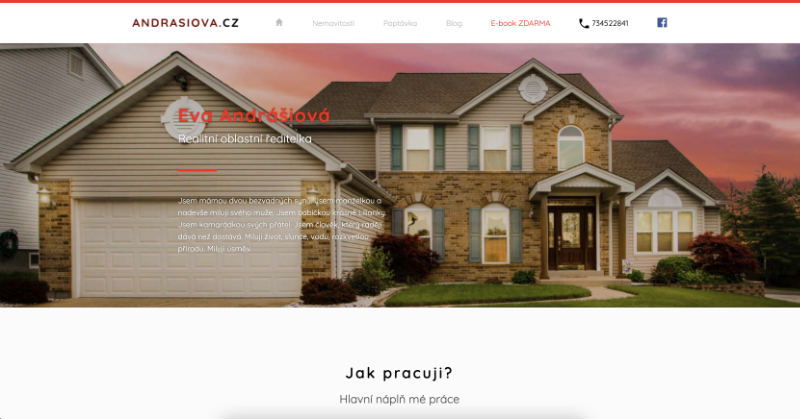 ANDRASIOVA.CZ
Nemovitosti
Poptávka
Blog
E-book ZDARMA
734522841
Eva Andrášiová
Realitní oblastní ředitelka
Jsem mámou dvou bezvadných synů, jsem manželkou a
nadevše miluji svého muže. Jsem babičkou krásné Lilianky.
Jsem kamarádkou svých přátel. Jsem člověk, který raději
dává než dostává. Miluji život, slunce, vodu, rozkvetlou
přírodu. Miluji úsměv.
Jak pracuji?
Hlavní náplň mé práce